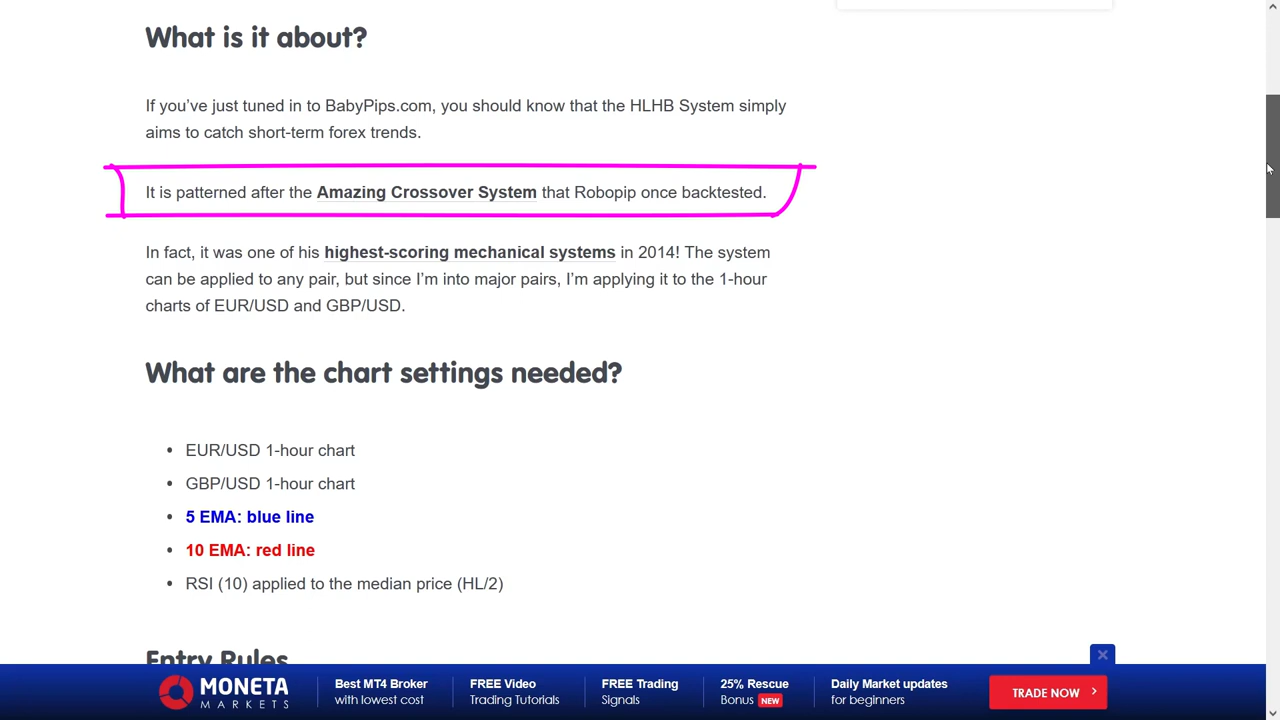 What is it about?
If you’ve just tuned in to BabyPips.com, you should know that the HLHB System simply
aims to catch short-term forex trends.
It is patterned after the Amazing Crossover System that Robopip once backtested.
In fact, it was one of his highest-scoring mechanical systems in 2014! The system
can be applied to any pair, but since I’m into major pairs, I’m applying it to the 1-hour
charts of EUR/USD and GBP/USD.
What are the chart settings needed?
• EUR/USD 1-hour chart
• GBP/USD 1-hour chart
• 5 EMA: blue line
• 10 EMA: red line
• RSI (10) applied to the median price (HL/2)
Entry Rules
MONETA
MARKETS
Best MT4 Broker
with lowest cost
FREE Video
Trading Tutorials
FREE Trading
Signals
25% Rescue
Bonus NEW
Daily Market updates
for beginners
TRADE NOW